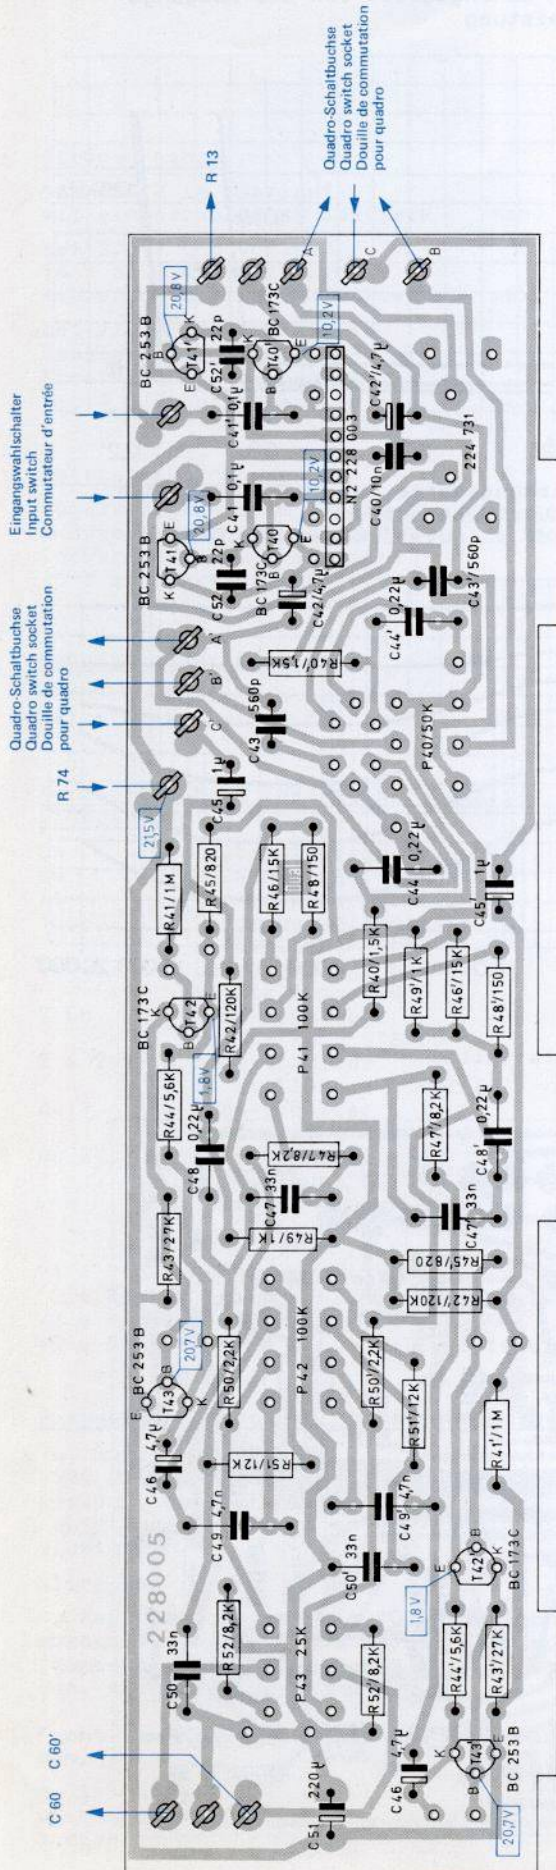 C 60
C 60'
R 74
Quadro-Schaltbuchse
Quadro switch socket
Douille de commutation
pour quadro
Eingangswahlschalter
Input switch
Commutateur d'entrée
R 13
Quadro-Schaltbuchse
Quadro switch socket
Douille de commutation
pour quadro
228005
C50
33n
R52/8,2K
P43 25K
C51
220µ
R52'/8,2K
C46
4,7µ
K
B
T43'
E
BC 253 B
20,7V
R44'/5,6K
R43'/27K
1,8V
E
T42'
B
K
BC 173C
C50' 33n
C49' 4,7n
C49 4,7n
C46
4,7µ
R51/12K
E
BC 253 B
T43
B
K
20,7V
R50/2,2K
P42 100K
R50'/2,2K
R51'/12K
R41'/1M
R43/27K
R49/1K
C47 33n
R47/8,2K
R42'/120K
R45'/820
C47' 33n
C48'
0,22µ
R47'/8,2K
R44/5,6K
C48
0,22µ
1,8V
BC 173C
K
T42
B
E
R42/120K
P41 100K
R40/1,5K
R49'/1K
R46'/15K
R48'/150
R41/1M
R45/820
R46/15K
R48/150
21,5V
C45
1µ
C44 0,22µ
C45'
1µ
C'
B'
A'
C43 560p
R40'/1,5K
P40/50K
C44' 0,22µ
C43'/560p
BC 253 B
K
T41
E
B
20,8V
C52
22p
BC 173C
K
T40
B
E
10,2V
C42/4,7µ
C41 0,1µ
C41' 0,1µ
N2 228 003
C40/10n
C42'/4,7µ
224 731
BC 253 B
B
T41'
K
E
20,8V
C52'
22p
BC 173C
K
T40'
B
E
10,2V
A
C
B